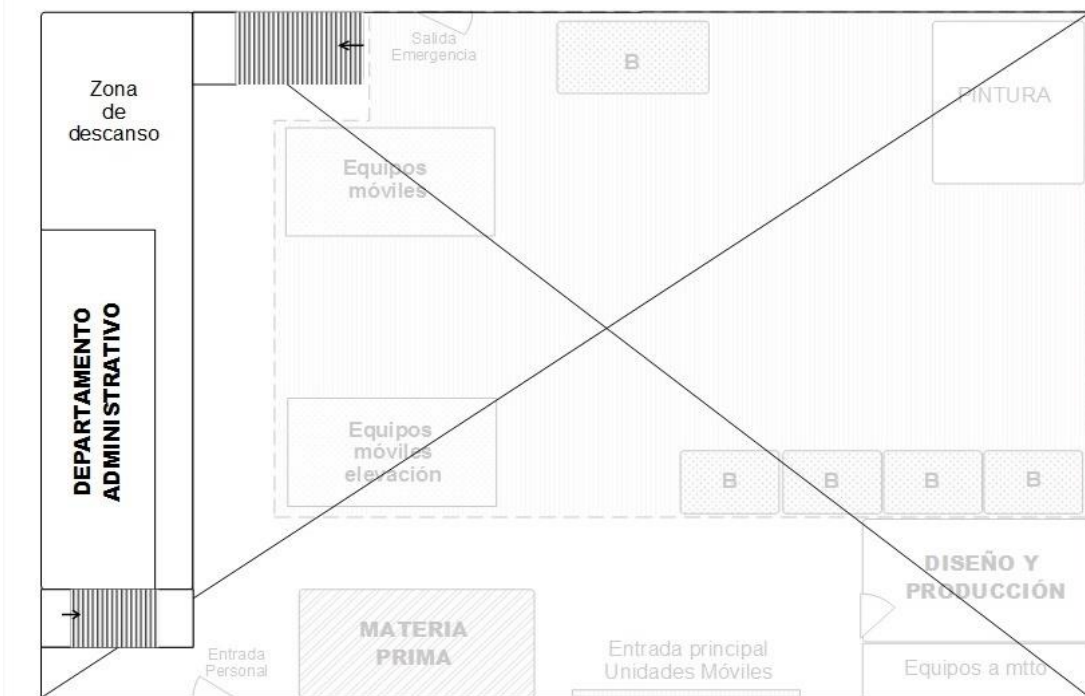 Salida
Emergencia
B
PINTURA
Zona
de
descanso
Equipos
móviles
DEPARTAMENTO
ADMINISTRATIVO
Equipos
móviles
elevación
B
B
B
B
DISEÑO Y
PRODUCCIÓN
MATERIA
PRIMA
Entrada
Personal
Entrada principal
Unidades Móviles
Equipos a mttó